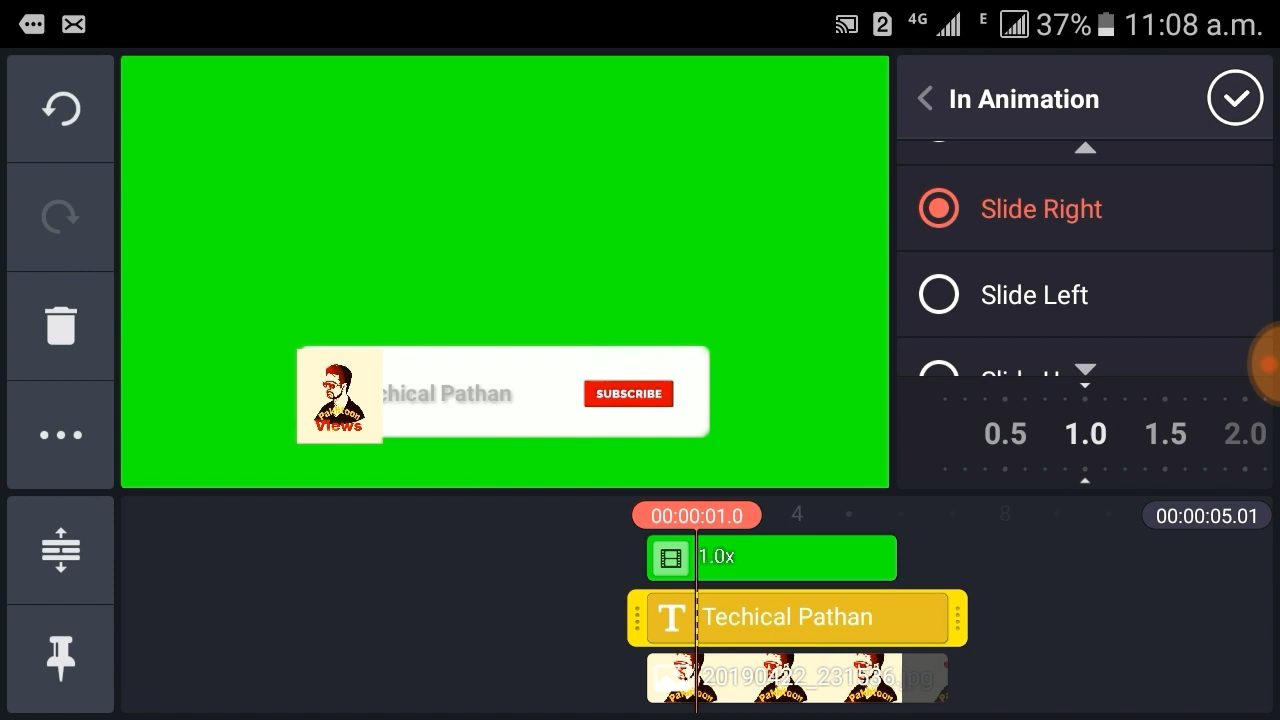 2 4G E 37% 11:08 a.m.
In Animation
Slide Right
Slide Left
0.5 1.0 1.5 2.0
chical Pathan
SUBSCRIBE
Views
00:00:01.0 4 8 00:00:05.01
1.0x
T Techical Pathan
20190422_231536.jpg